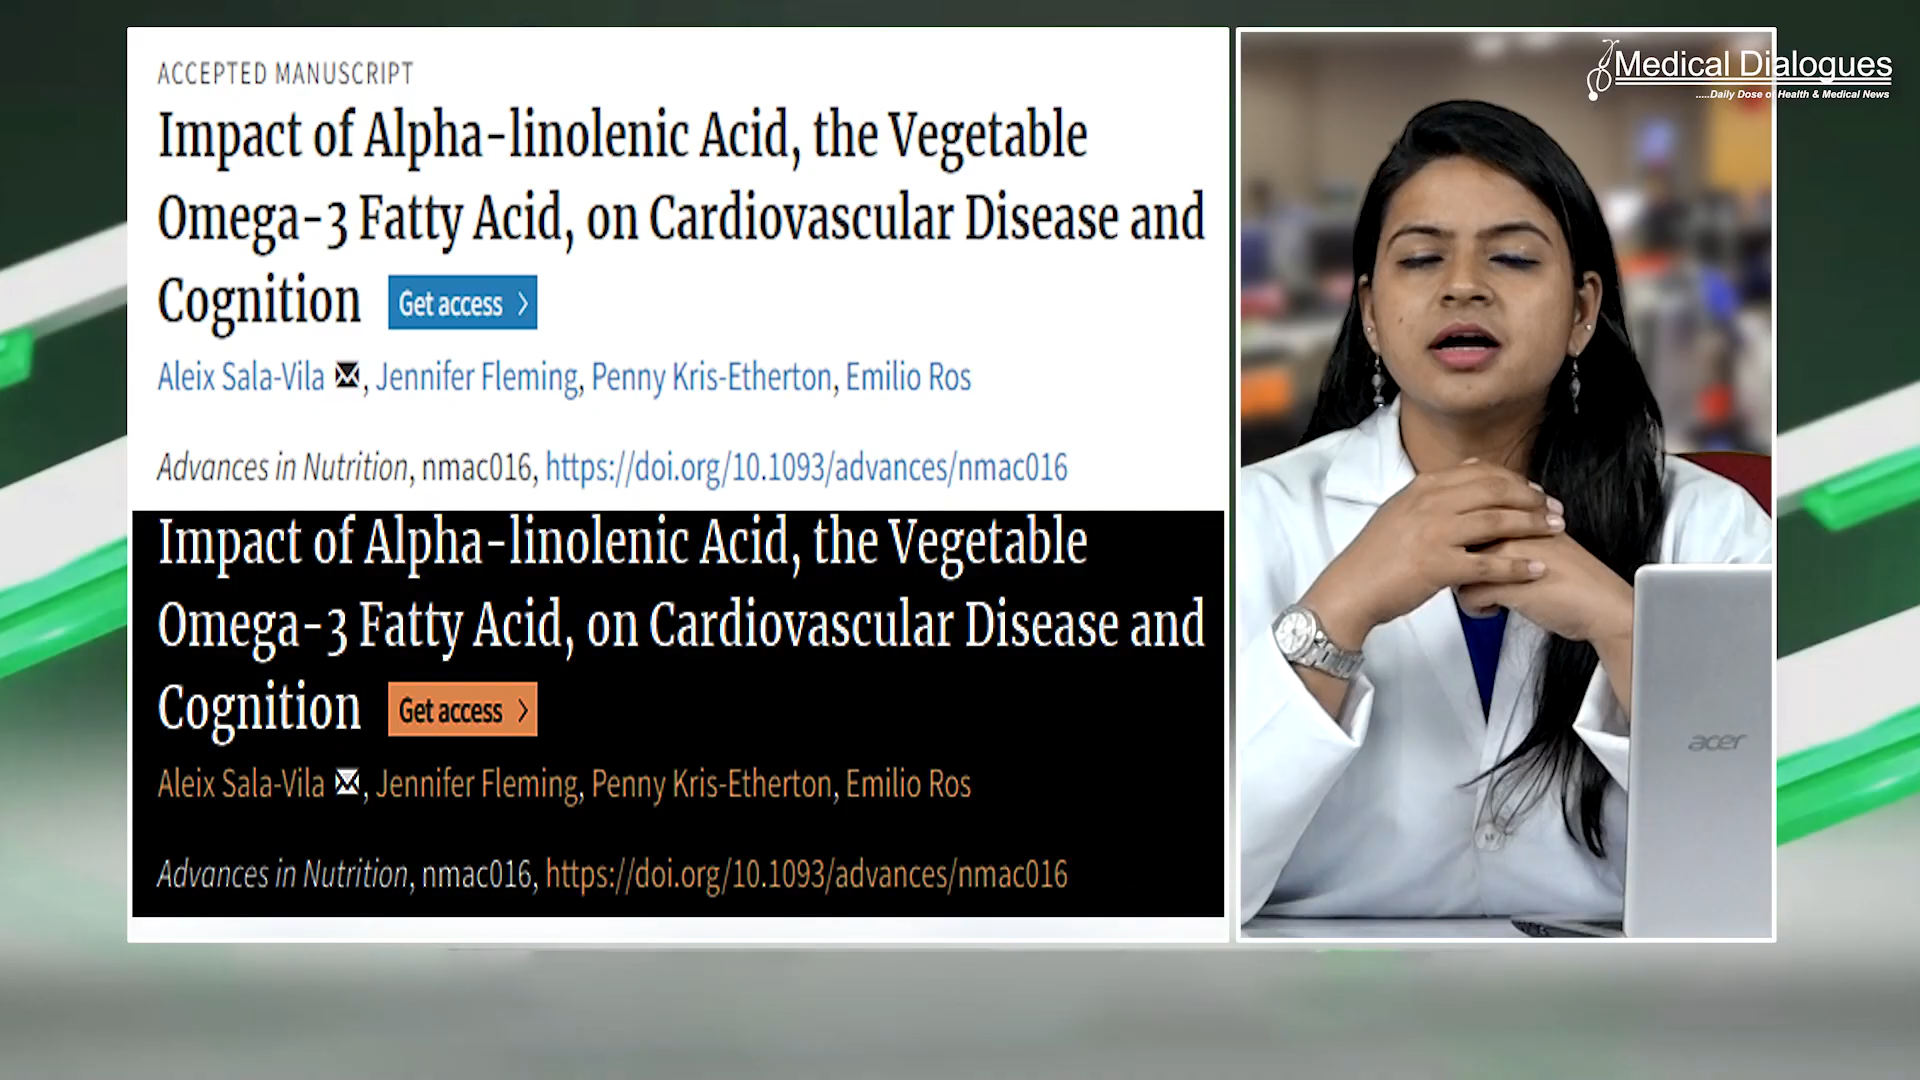 ACCEPTED MANUSCRIPT
Impact of Alpha-linolenic Acid, the Vegetable
Omega-3 Fatty Acid, on Cardiovascular Disease and
Cognition Get access >
Aleix Sala-Vila, Jennifer Fleming, Penny Kris-Etherton, Emilio Ros
Advances in Nutrition, nmac016, https://doi.org/10.1093/advances/nmac016
Impact of Alpha-linolenic Acid, the Vegetable
Omega-3 Fatty Acid, on Cardiovascular Disease and
Cognition Get access >
Aleix Sala-Vila, Jennifer Fleming, Penny Kris-Etherton, Emilio Ros
Advances in Nutrition, nmac016, https://doi.org/10.1093/advances/nmac016
Medical Dialogues
.....Daily Dose of Health & Medical News
acer